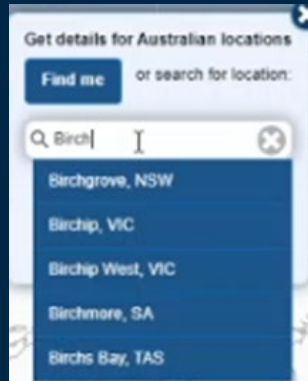 Get details for Australian locations
Find me or search for location:
Birch
Birchgrove, NSW
Birchip, VIC
Birchip West, VIC
Birchmore, SA
Birchs Bay, TAS